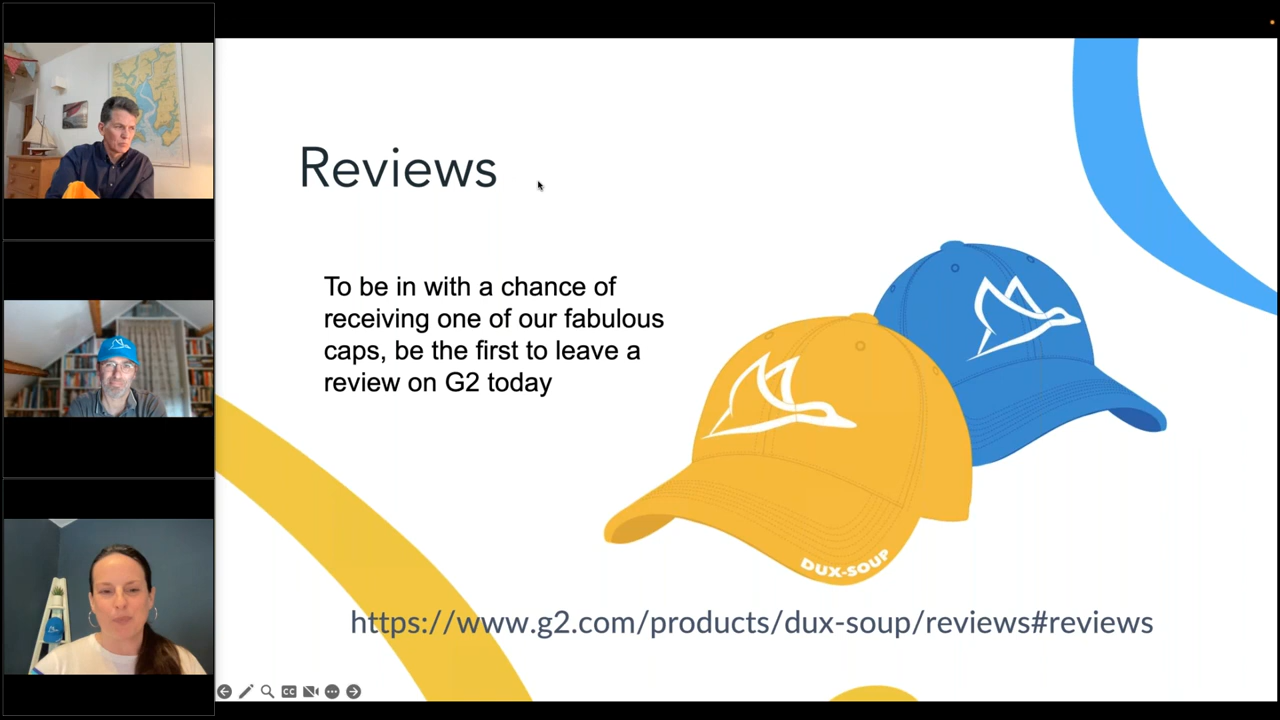 Reviews
To be in with a chance of
receiving one of our fabulous
caps, be the first to leave a
review on G2 today
DUX-SOUP
https://www.g2.com/products/dux-soup/reviews#reviews
CC